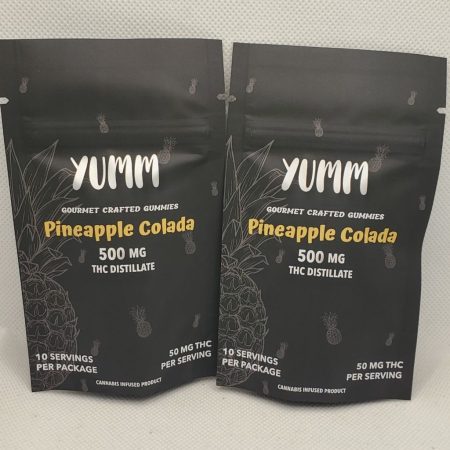 YUMM
GOURMET CRAFTED GUMMIES
Pineapple Colada
500 MG
THC DISTILLATE
10 SERVINGS
PER PACKAGE
50 MG THC
PER SERVING
CANNABIS INFUSED PRODUCT
YUMM
GOURMET CRAFTED GUMMIES
Pineapple Colada
500 MG
THC DISTILLATE
10 SERVINGS
PER PACKAGE
50 MG THC
PER SERVING
CANNABIS INFUSED PRODUCT